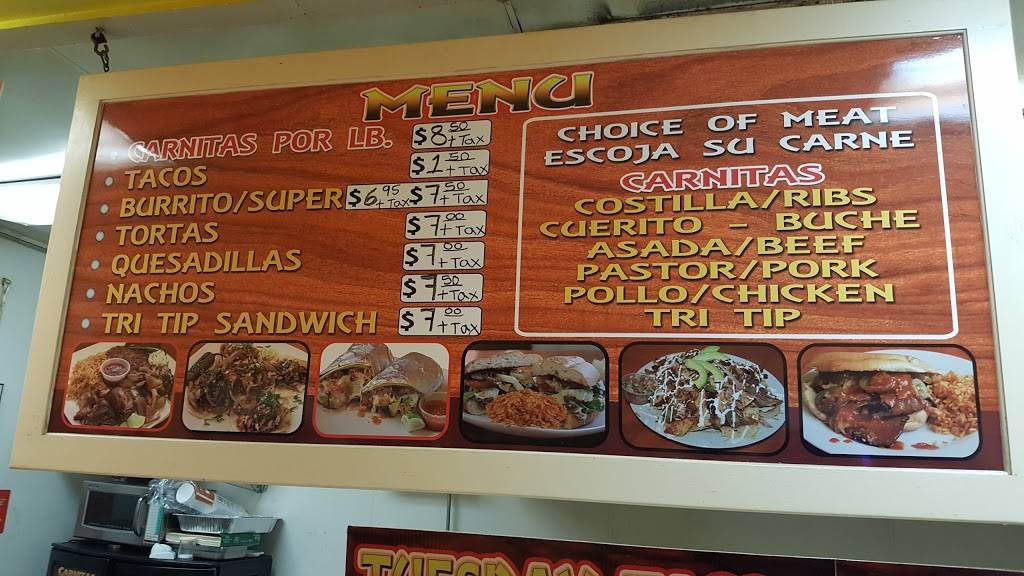 MENU
CARNITAS POR LB. $8.50 + Tax
TACOS $1.50 + Tax
BURRITO/SUPER $6.95 + Tax $7.50 + Tax
TORTAS $7.00 + Tax
QUESADILLAS $7.00 + Tax
NACHOS $7.50 + Tax
TRI TIP SANDWICH $7.00 + Tax
CHOICE OF MEAT
ESCOJA SU CARNE
CARNITAS
COSTILLA/RIBS
CUERITO - BUCHE
ASADA/BEEF
PASTOR/PORK
POLLO/CHICKEN
TRI TIP
CARNITAS
TUESDAY